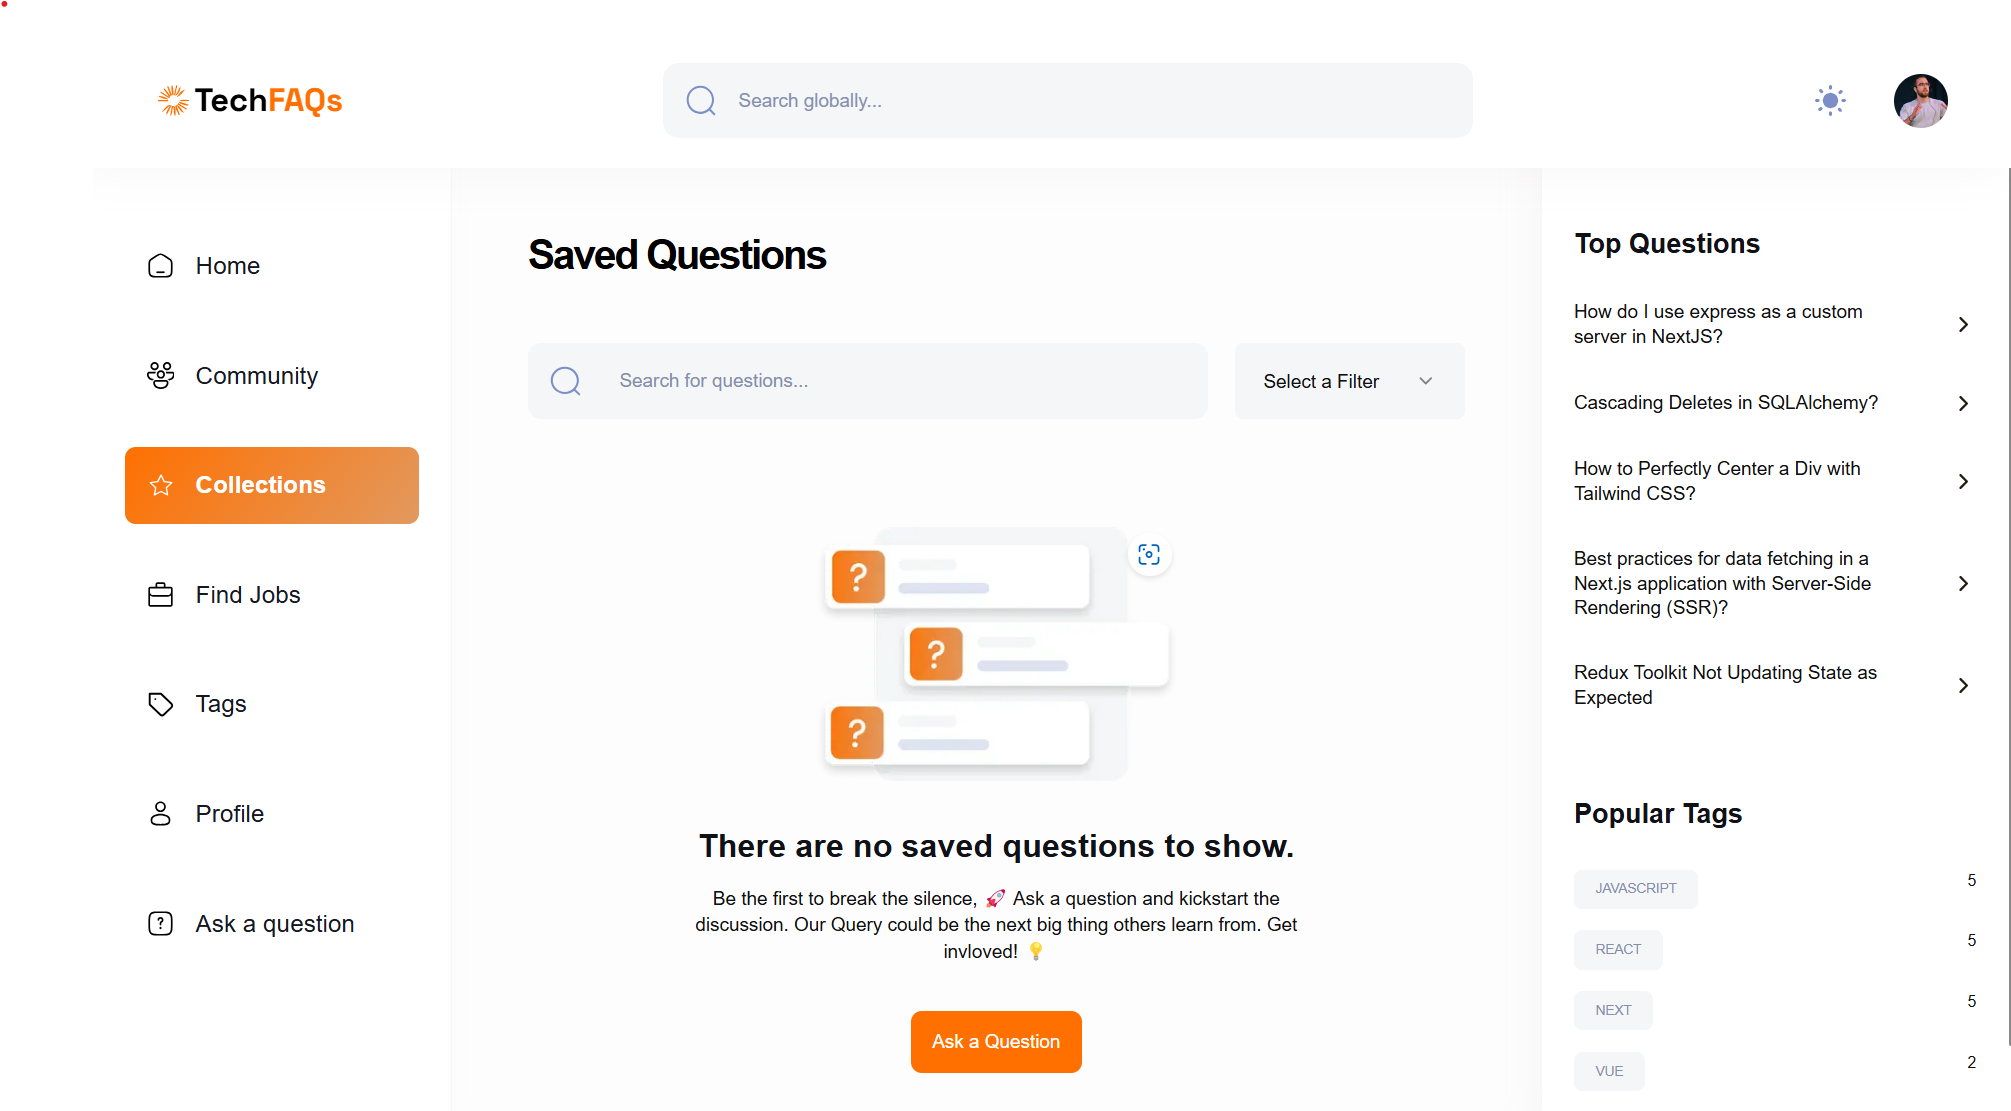 TechFAQs
Search globally...
Home
Community
Collections
Find Jobs
Tags
Profile
Ask a question
Saved Questions
Search for questions...
Select a Filter
?
?
?
There are no saved questions to show.
Be the first to break the silence, 🚀 Ask a question and kickstart the
discussion. Our Query could be the next big thing others learn from. Get
invloved! 💡
Ask a Question
Top Questions
How do I use express as a custom
server in NextJS?
Cascading Deletes in SQLAlchemy?
How to Perfectly Center a Div with
Tailwind CSS?
Best practices for data fetching in a
Next.js application with Server-Side
Rendering (SSR)?
Redux Toolkit Not Updating State as
Expected
Popular Tags
JAVASCRIPT 5
REACT 5
NEXT 5
VUE 2